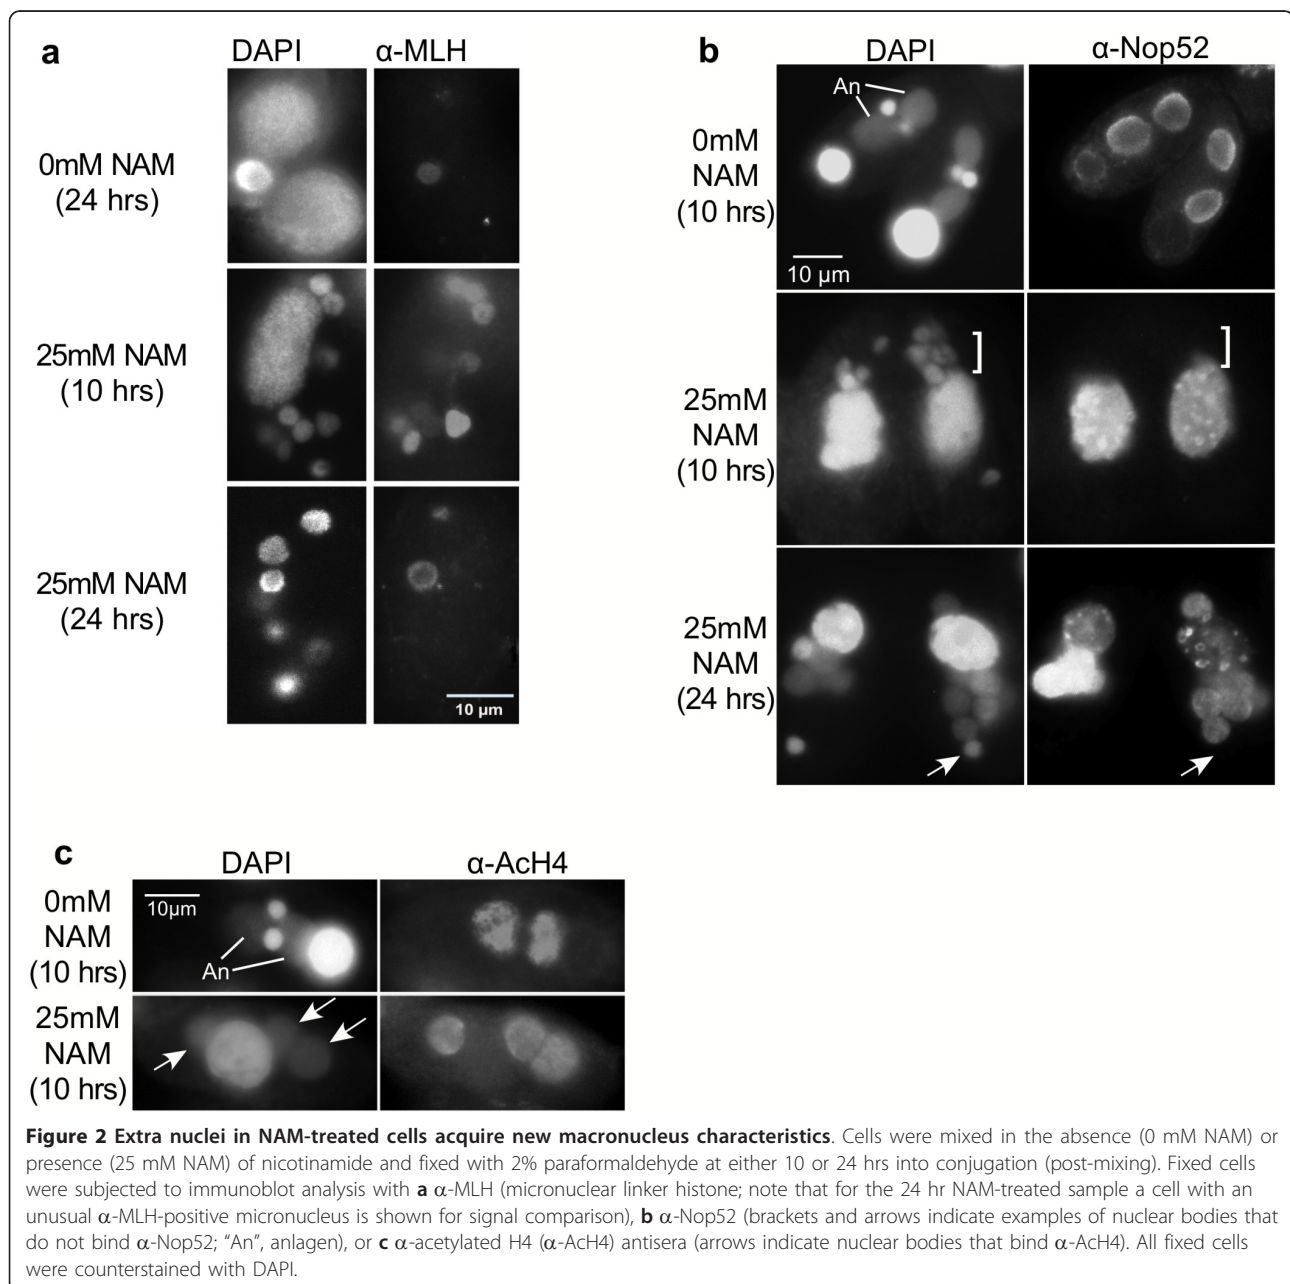 a
DAPI
α-MLH
0mM NAM
(24 hrs)
25mM NAM
(10 hrs)
25mM NAM
(24 hrs)
10 µm
b
DAPI
α-Nop52
0mM
NAM
(10 hrs)
An
10 µm
25mM
NAM
(10 hrs)
25mM
NAM
(24 hrs)
c
DAPI
α-AcH4
0mM
NAM
(10 hrs)
10µm
An
25mM
NAM
(10 hrs)
Figure 2 Extra nuclei in NAM-treated cells acquire new macronucleus characteristics. Cells were mixed in the absence (0 mM NAM) or
presence (25 mM NAM) of nicotinamide and fixed with 2% paraformaldehyde at either 10 or 24 hrs into conjugation (post-mixing). Fixed cells
were subjected to immunoblot analysis with a α-MLH (micronuclear linker histone; note that for the 24 hr NAM-treated sample a cell with an
unusual α-MLH-positive micronucleus is shown for signal comparison), b α-Nop52 (brackets and arrows indicate examples of nuclear bodies that
do not bind α-Nop52; "An", anlagen), or c α-acetylated H4 (α-AcH4) antisera (arrows indicate nuclear bodies that bind α-AcH4). All fixed cells
were counterstained with DAPI.